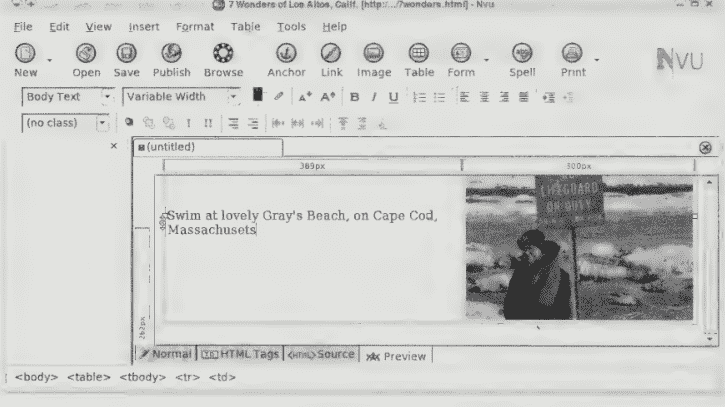 7 Wonders of Los Altos, Calif. [http:/.../7wonders.html] - Nvu
File Edit View Insert Format Table Tools Help
New Open Save Publish Browse Anchor Link Image Table Form Spell Print NVU
Body Text Variable Width B I U
(no class)
(untitled)
389px 300px
Swim at lovely Gray's Beach, on Cape Cod,
Massachusets
LIFEGUARD
ON DUTY
262px
Normal HTML Tags <HTML> Source Preview
<body> <table> <tbody> <tr> <td>